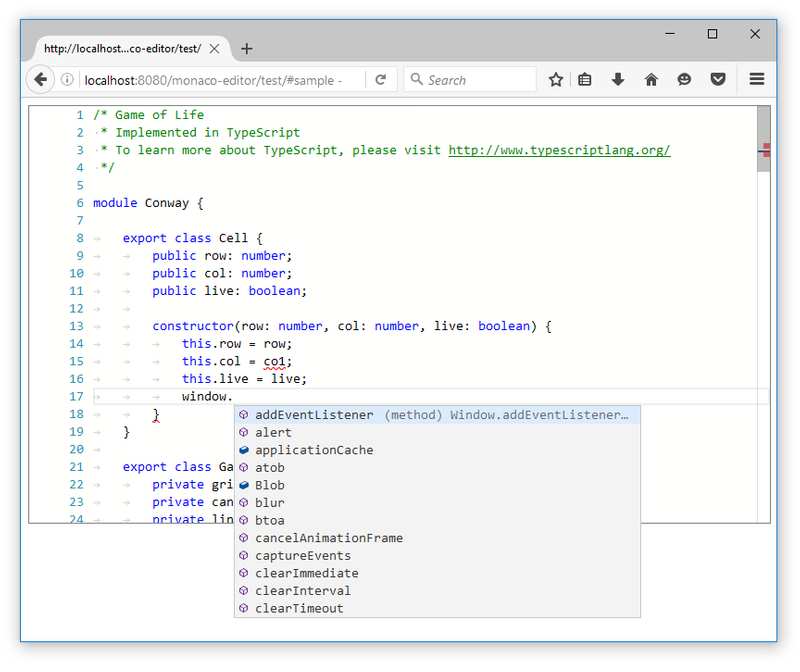 http://localhost...co-editor/test/
localhost:8080/monaco-editor/test/#sample -
Search
1 /* Game of Life
2 * Implemented in TypeScript
3 * To learn more about TypeScript, please visit http://www.typescriptlang.org/
4 */
5
6 module Conway {
7
8 export class Cell {
9 public row: number;
10 public col: number;
11 public live: boolean;
12
13 constructor(row: number, col: number, live: boolean) {
14 this.row = row;
15 this.col = co1;
16 this.live = live;
17 window.
18 }
19 }
20
21 export class Ga
22 private gri
23 private can
24 private lin
addEventListener (method) Window.addEventListener…
alert
applicationCache
atob
Blob
blur
btoa
cancelAnimationFrame
captureEvents
clearImmediate
clearInterval
clearTimeout